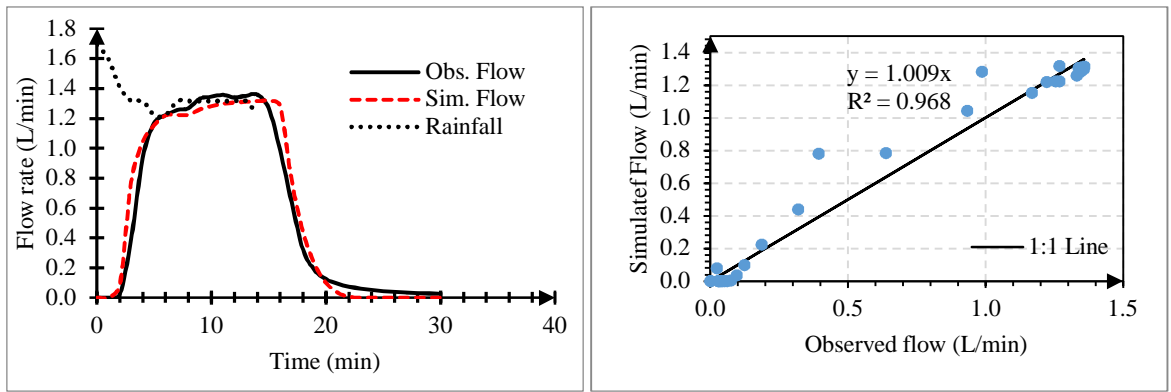 Flow rate (L/min)
1.8
1.6
1.4
1.2
1.0
0.8
0.6
0.4
0.2
0.0
Obs. Flow
Sim. Flow
Rainfall
0
10
20
30
40
Time (min)
Simulatef Flow (L/min)
1.4
1.2
1.0
0.8
0.6
0.4
0.2
0.0
y = 1.009x
R² = 0.968
1:1 Line
0.0
0.5
1.0
1.5
Observed flow (L/min)